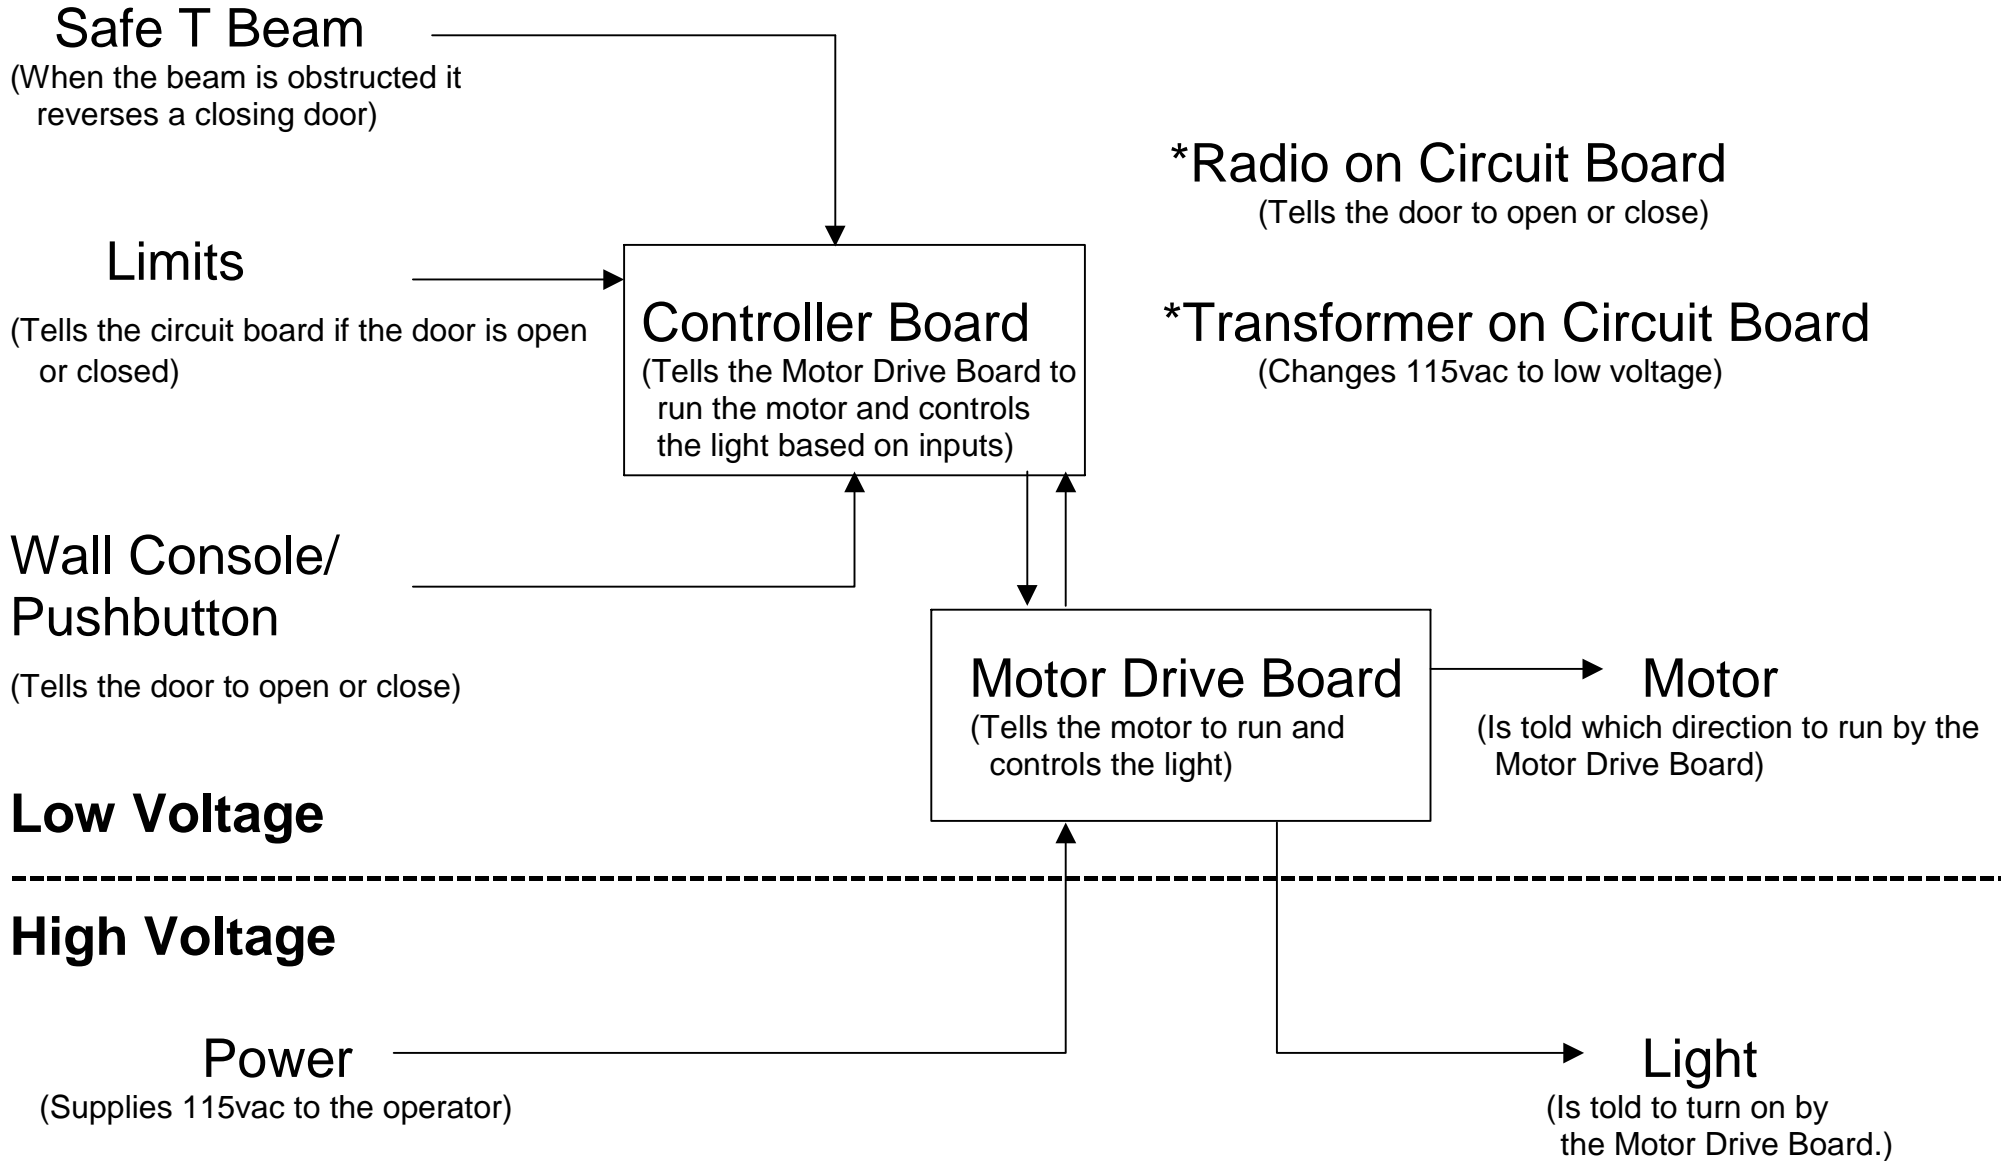 Safe T Beam
(When the beam is obstructed it
reverses a closing door)
*Radio on Circuit Board
(Tells the door to open or close)
Limits
(Tells the circuit board if the door is open
or closed)
Controller Board
(Tells the Motor Drive Board to
run the motor and controls
the light based on inputs)
*Transformer on Circuit Board
(Changes 115vac to low voltage)
Wall Console/
Pushbutton
(Tells the door to open or close)
Motor Drive Board
(Tells the motor to run and
controls the light)
Motor
(Is told which direction to run by the
Motor Drive Board)
Low Voltage
High Voltage
Power
(Supplies 115vac to the operator)
Light
(Is told to turn on by
the Motor Drive Board.)